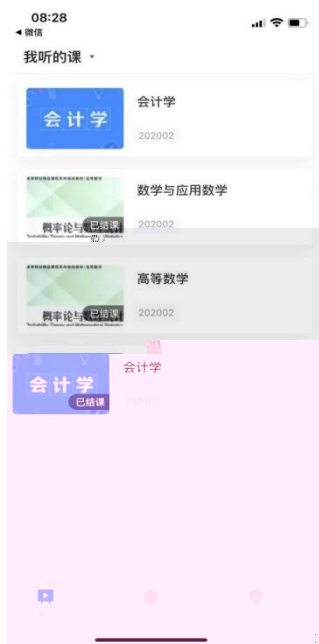 08:28
微信
我听的课
会计学
会计学
202002
数学与应用数学
概率论与
已结课
202002
高等数学
概率论与数
已结课
202002
会计学
会计学
已结课